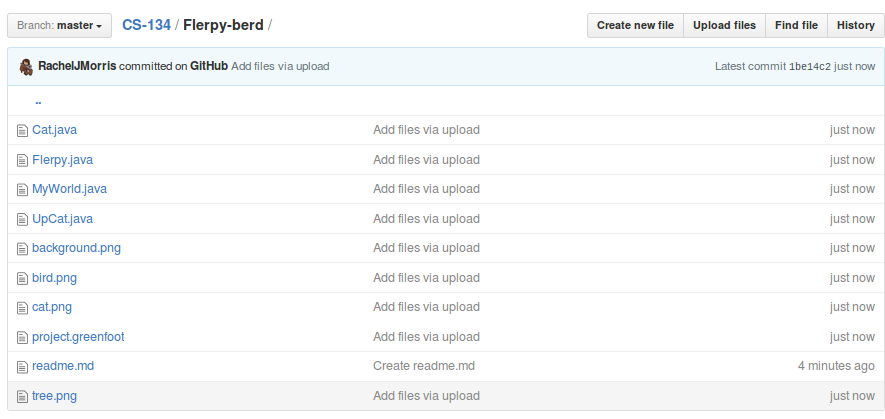 Branch: master CS-134 / Flerpy-berd / Create new file Upload files Find file History
RachelJMorris committed on GitHub Add files via upload Latest commit 1be14c2 just now
..
Cat.java Add files via upload just now
Flerpy.java Add files via upload just now
MyWorld.java Add files via upload just now
UpCat.java Add files via upload just now
background.png Add files via upload just now
bird.png Add files via upload just now
cat.png Add files via upload just now
project.greenfoot Add files via upload just now
readme.md Create readme.md 4 minutes ago
tree.png Add files via upload just now